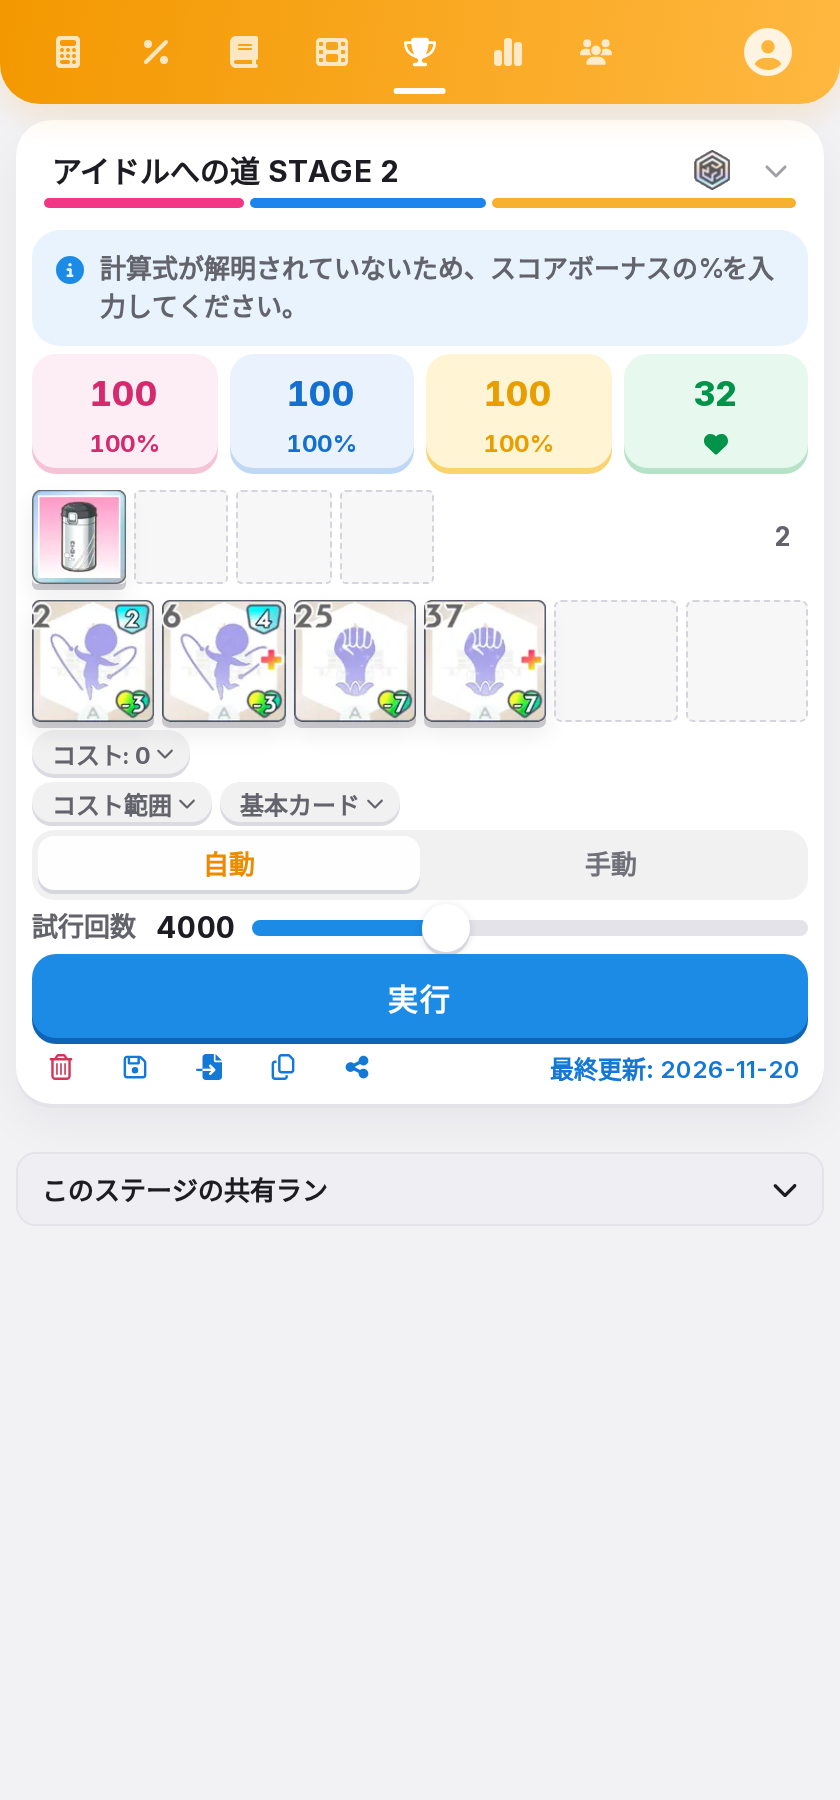 アイドルへの道 STAGE 2
計算式が解明されていないため、スコアボーナスの%を入
力してください。
100 100 100 32
100% 100% 100%
2
2 2 6 4 25 37
-3 -3 -7 -7
A A A A
コスト: 0
コスト範囲 基本カード
自動 手動
試行回数 4000
実行
最終更新: 2026-11-20
このステージの共有ラン